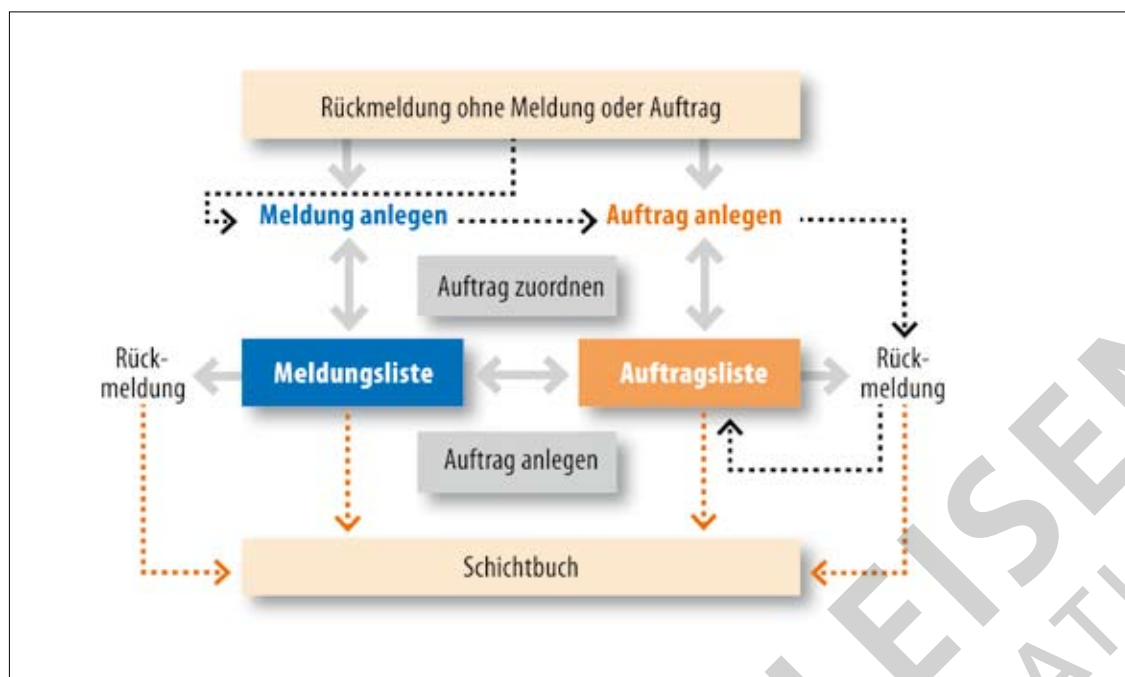 Rückmeldung ohne Meldung oder Auftrag
Meldung anlegen
Auftrag anlegen
Auftrag zuordnen
Rück-
meldung
Meldungsliste
Auftragsliste
Rück-
meldung
Auftrag anlegen
Schichtbuch